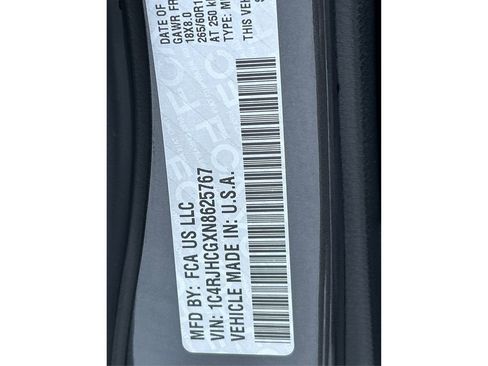 DATE OF
GAWR FR
18X8.0
265/60R1
AT 250 k
TYPE: M
THIS VEH
S
MFD BY: FCA US LLC
VIN: 1C4RJHCGXN8625767
VEHICLE MADE IN: U.S.A.